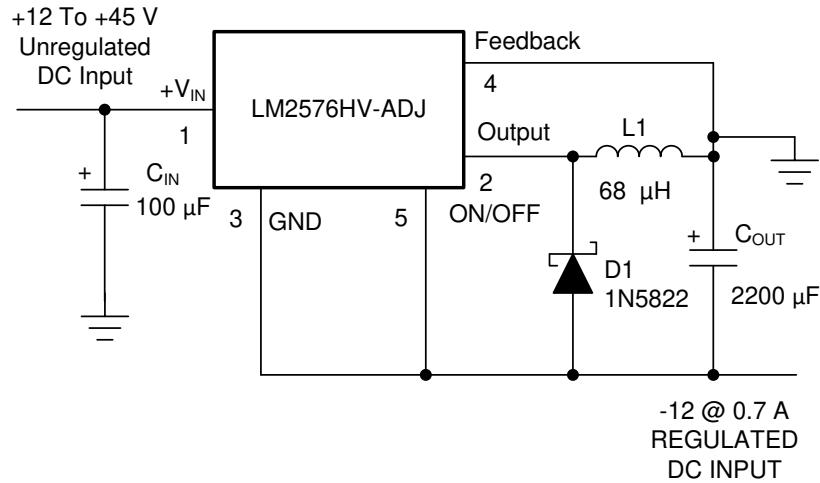 +12 To +45 V
Unregulated
DC Input
+VIN
1
LM2576HV-ADJ
Feedback
4
Output
2
ON/OFF
L1
68 µH
+
CIN
100 µF
3
GND
5
D1
1N5822
+
COUT
2200 µF
-12 @ 0.7 A
REGULATED
DC INPUT